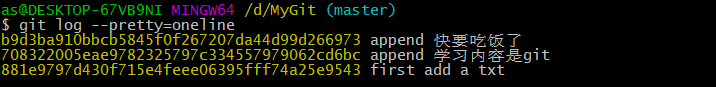 as@DESKTOP-67VB9NI MINGW64 /d/MyGit (master)
$ git log --pretty=oneline
b9d3ba910bbcb5845f0f267207da44d99d266973 append 快要吃饭了
708322005eae9782325797c334557979062cd6bc append 学习内容是git
881e9797d430f715e4feee06395fff74a25e9543 first add a txt